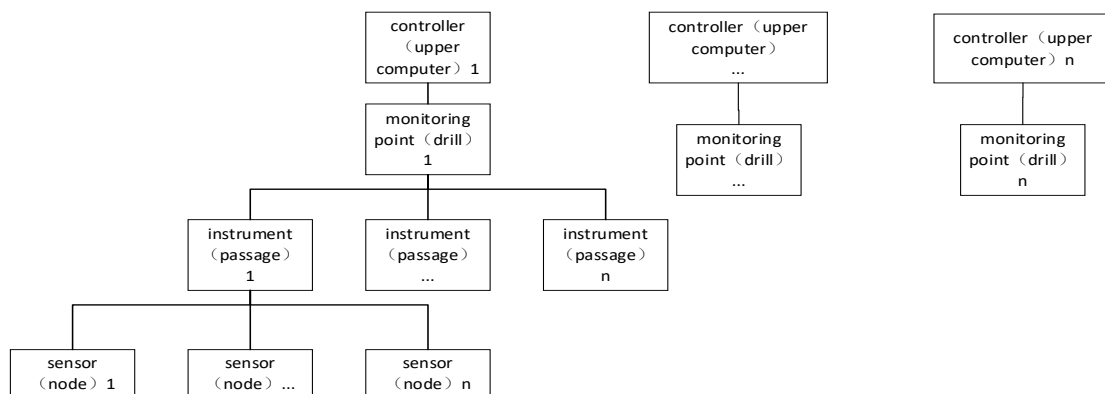 controller
（upper
computer）1
controller（upper
computer）
...
controller（upper
computer）n
monitoring
point（drill）
1
monitoring
point（drill）
...
monitoring
point（drill）
n
instrument
（passage）
1
instrument
（passage）
...
instrument
（passage）
n
sensor
（node）1
sensor
（node）...
sensor
（node）n